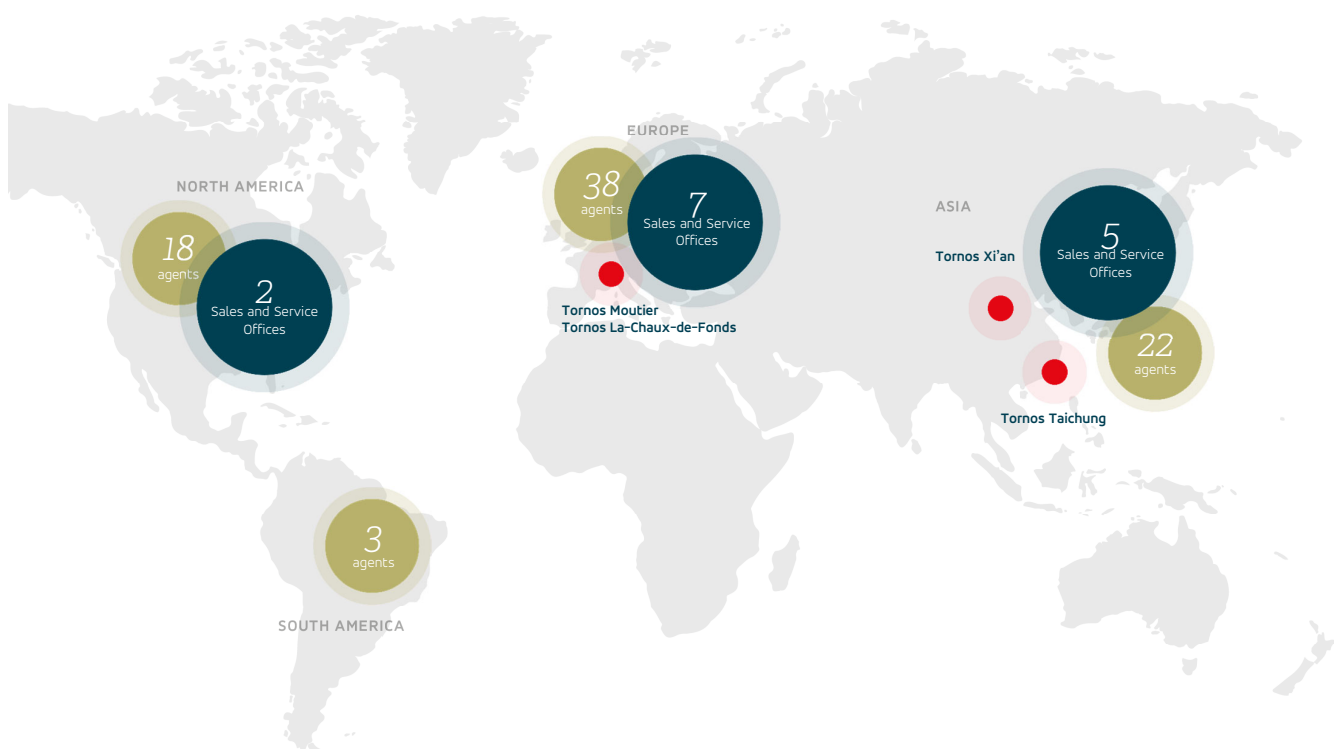 NORTH AMERICA
18
agents
2
Sales and Service
Offices
EUROPE
38
agents
7
Sales and Service
Offices
Tornos Moutier
Tornos La-Chaux-de-Fonds
ASIA
5
Sales and Service
Offices
Tornos Xi'an
22
agents
Tornos Taichung
3
agents
SOUTH AMERICA